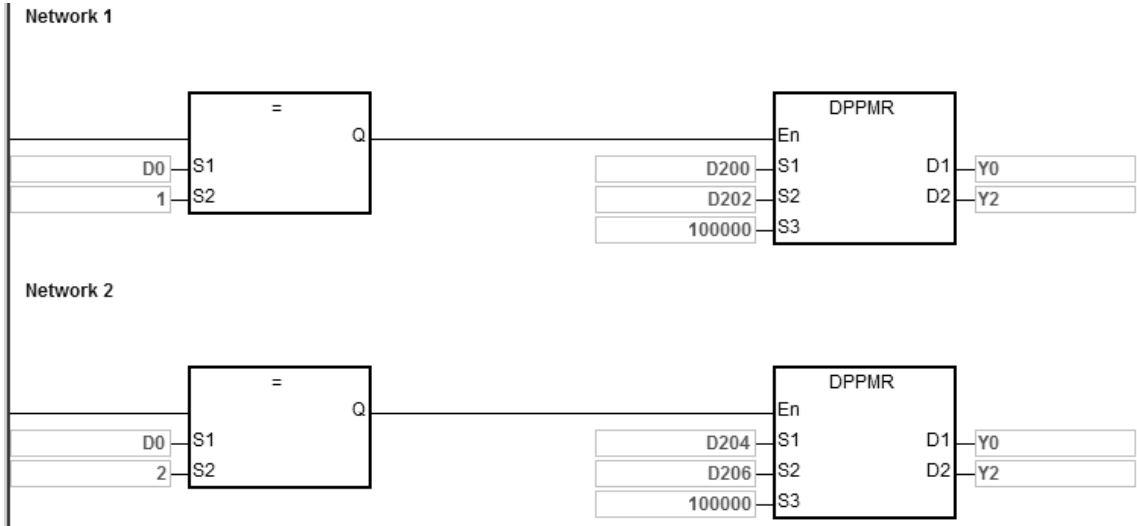 Network 1
= DPPMR
Q En
D0 S1 D200 S1 D1 Y0
1 S2 D202 S2 D2 Y2
100000 S3
Network 2
= DPPMR
Q En
D0 S1 D204 S1 D1 Y0
2 S2 D206 S2 D2 Y2
100000 S3